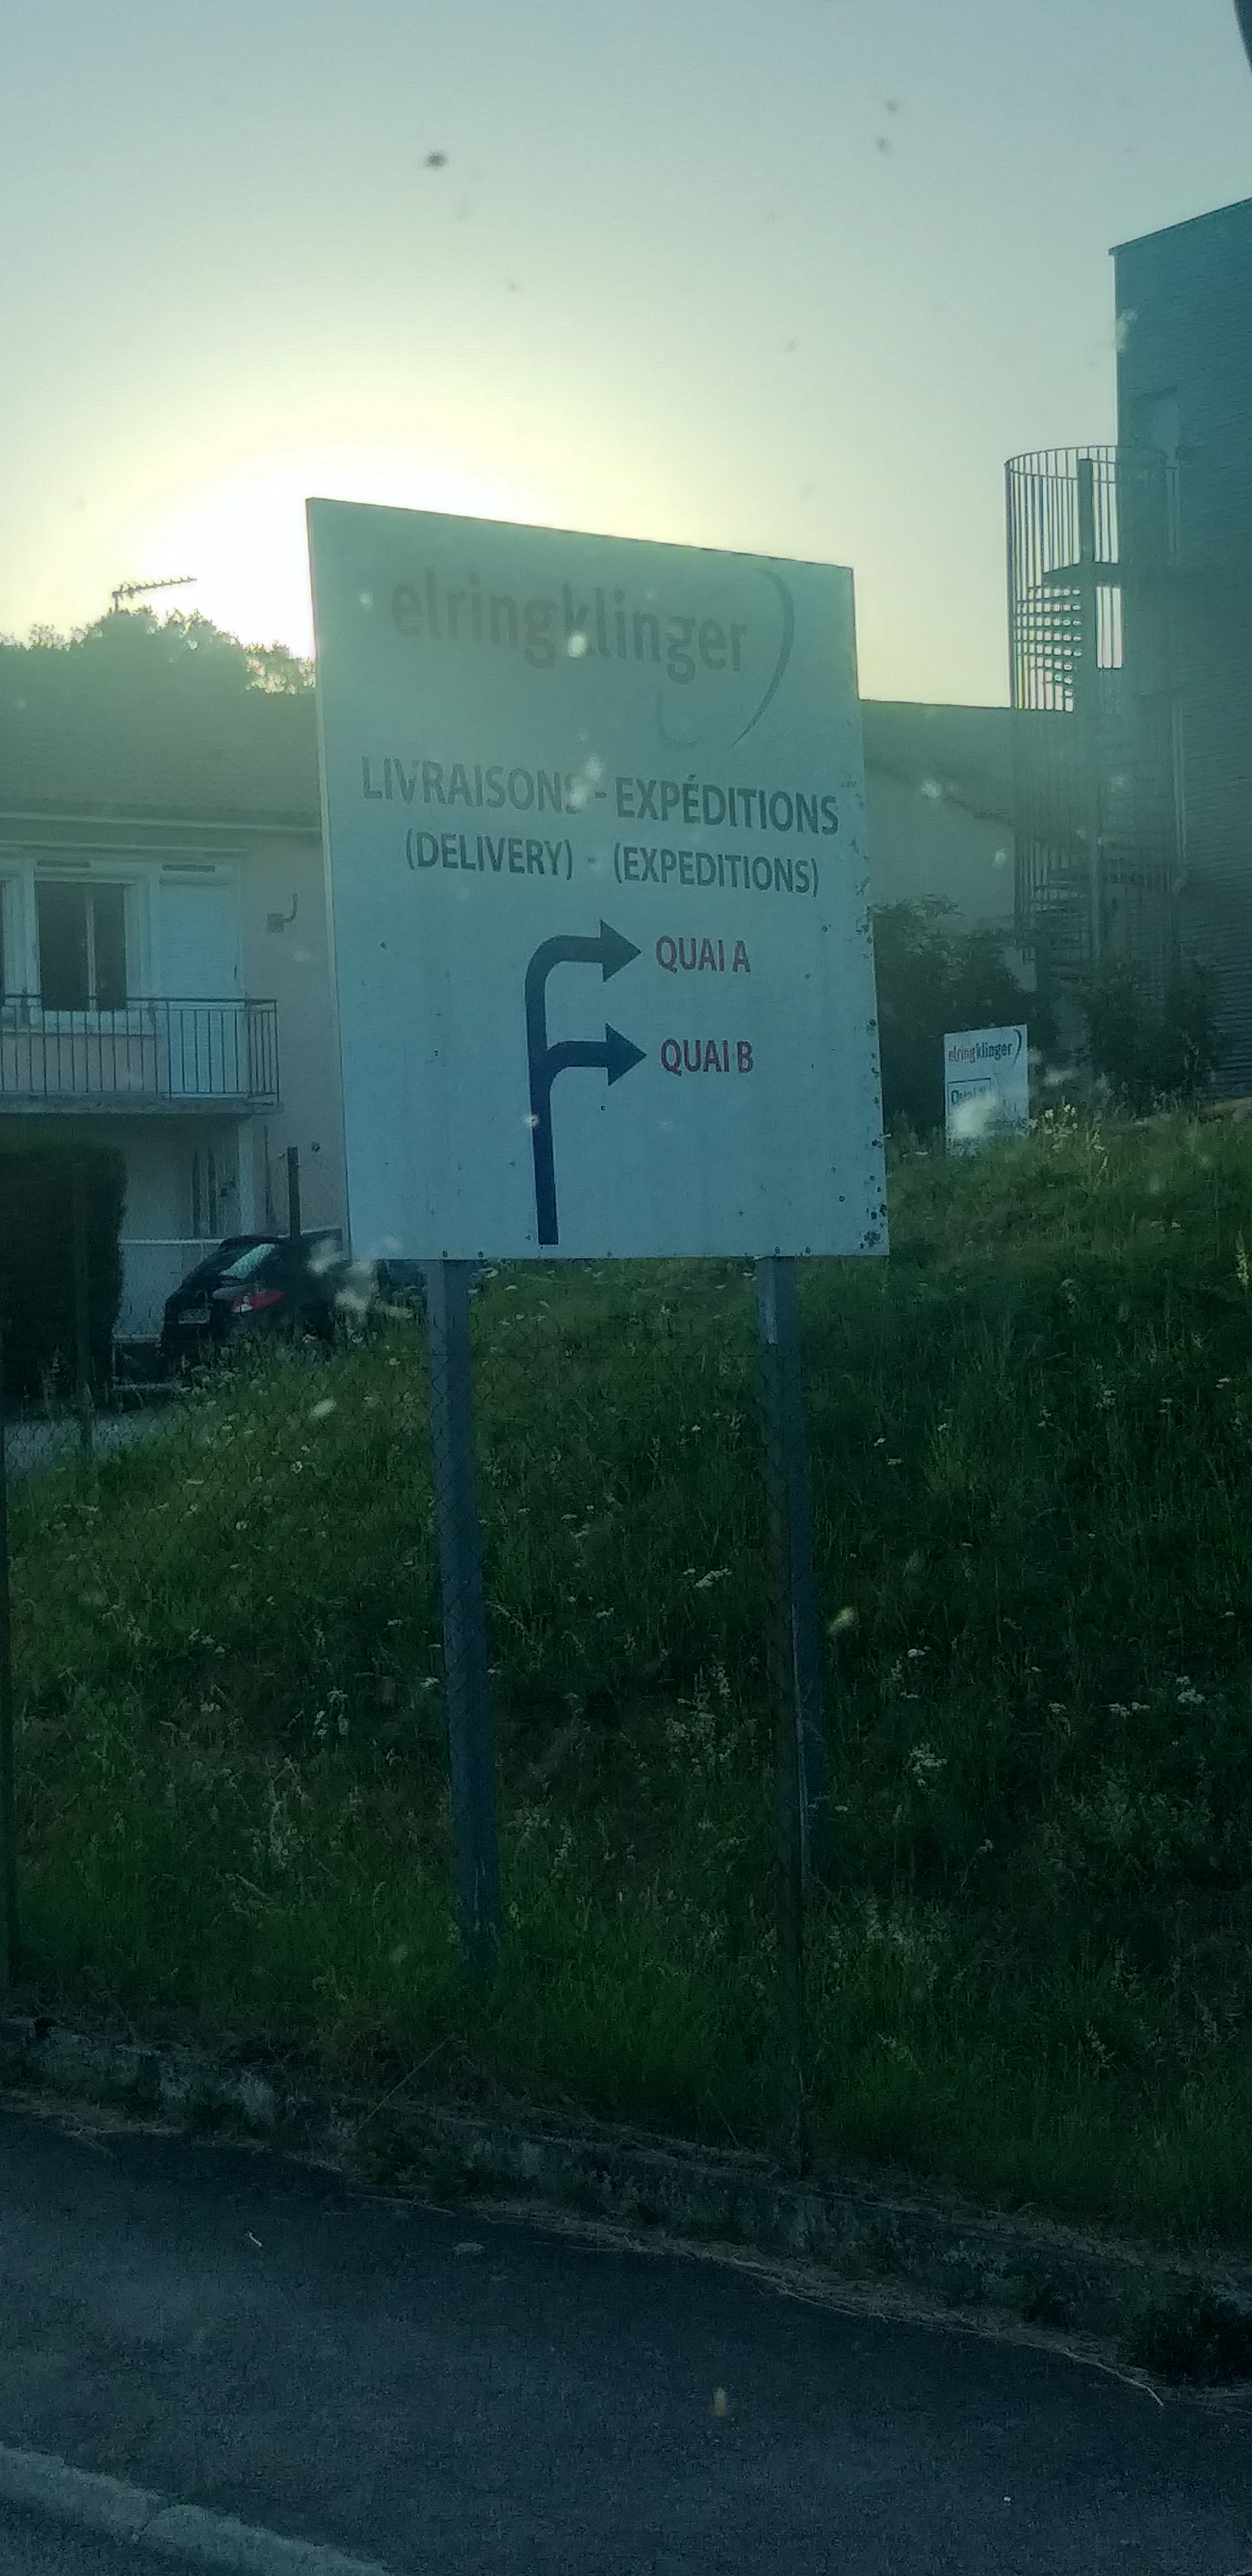 elringklinger
LIVRAISONS - EXPÉDITIONS
(DELIVERY) - (EXPEDITIONS)
QUAI A
QUAI B
elringklinger